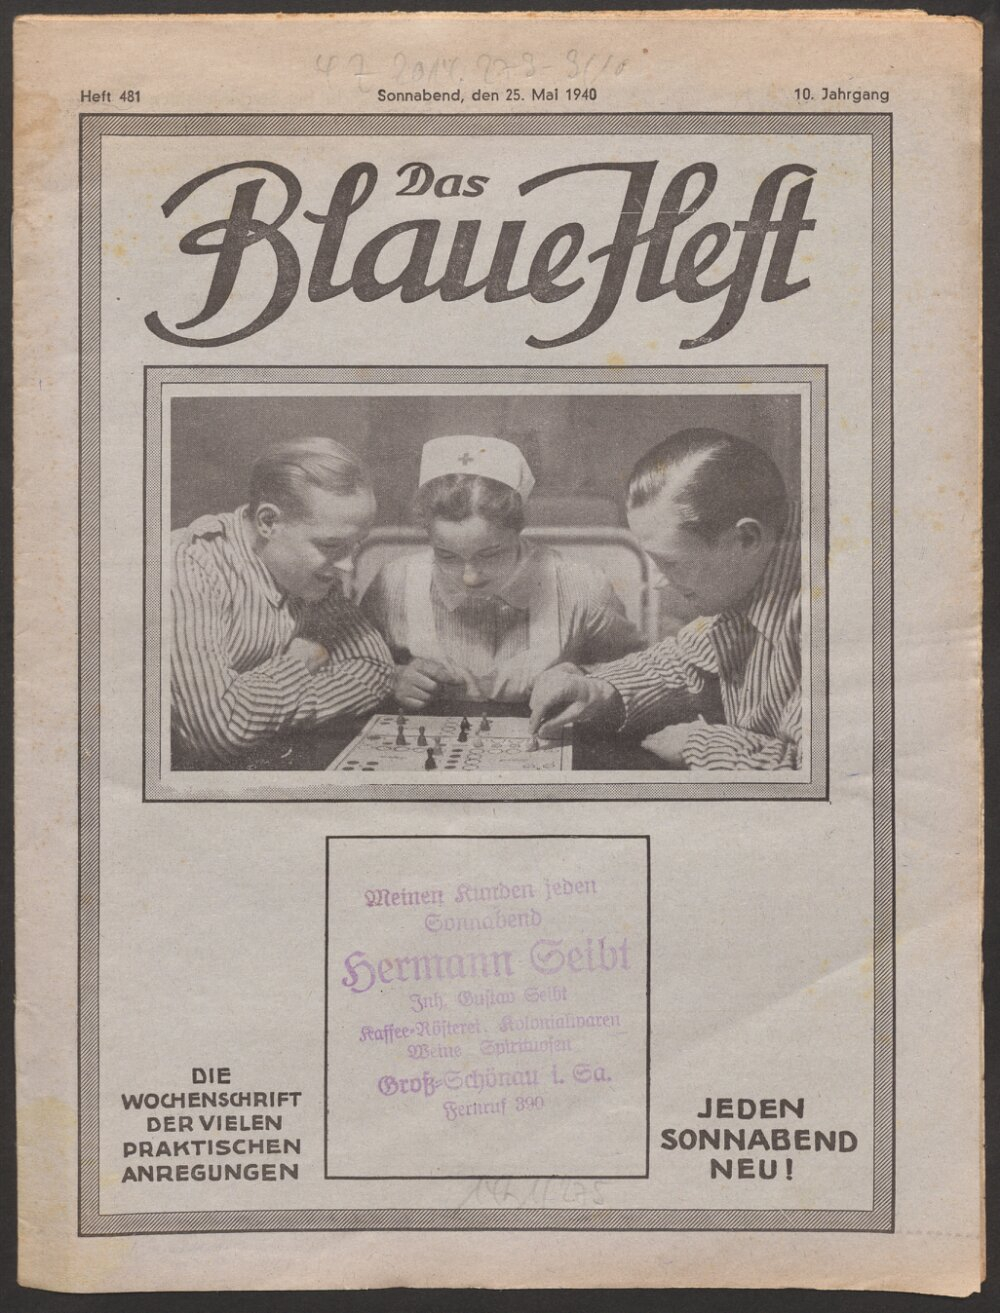 Heft 481
Sonnabend, den 25. Mai 1940
10. Jahrgang
Das
Blaue Heft
Meinen Kunden jeden
Sonnabend
Hermann Seibt
Inh. Gustav Seibt
Kaffee-Rösterei, Kolonialwaren
Weine Spirituosen
Groß-Schönau i. Sa.
Fernruf 390
DIE
WOCHENSCHRIFT
DER VIELEN
PRAKTISCHEN
ANREGUNGEN
JEDEN
SONNABEND
NEU!